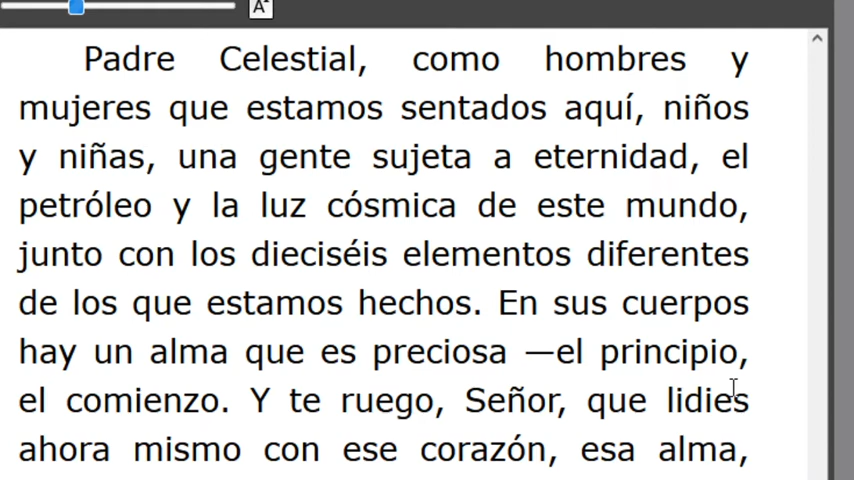 A
Padre Celestial, como hombres y
mujeres que estamos sentados aquí, niños
y niñas, una gente sujeta a eternidad, el
petróleo y la luz cósmica de este mundo,
junto con los dieciséis elementos diferentes
de los que estamos hechos. En sus cuerpos
hay un alma que es preciosa —el principio,
el comienzo. Y te ruego, Señor, que lidies
ahora mismo con ese corazón, esa alma,